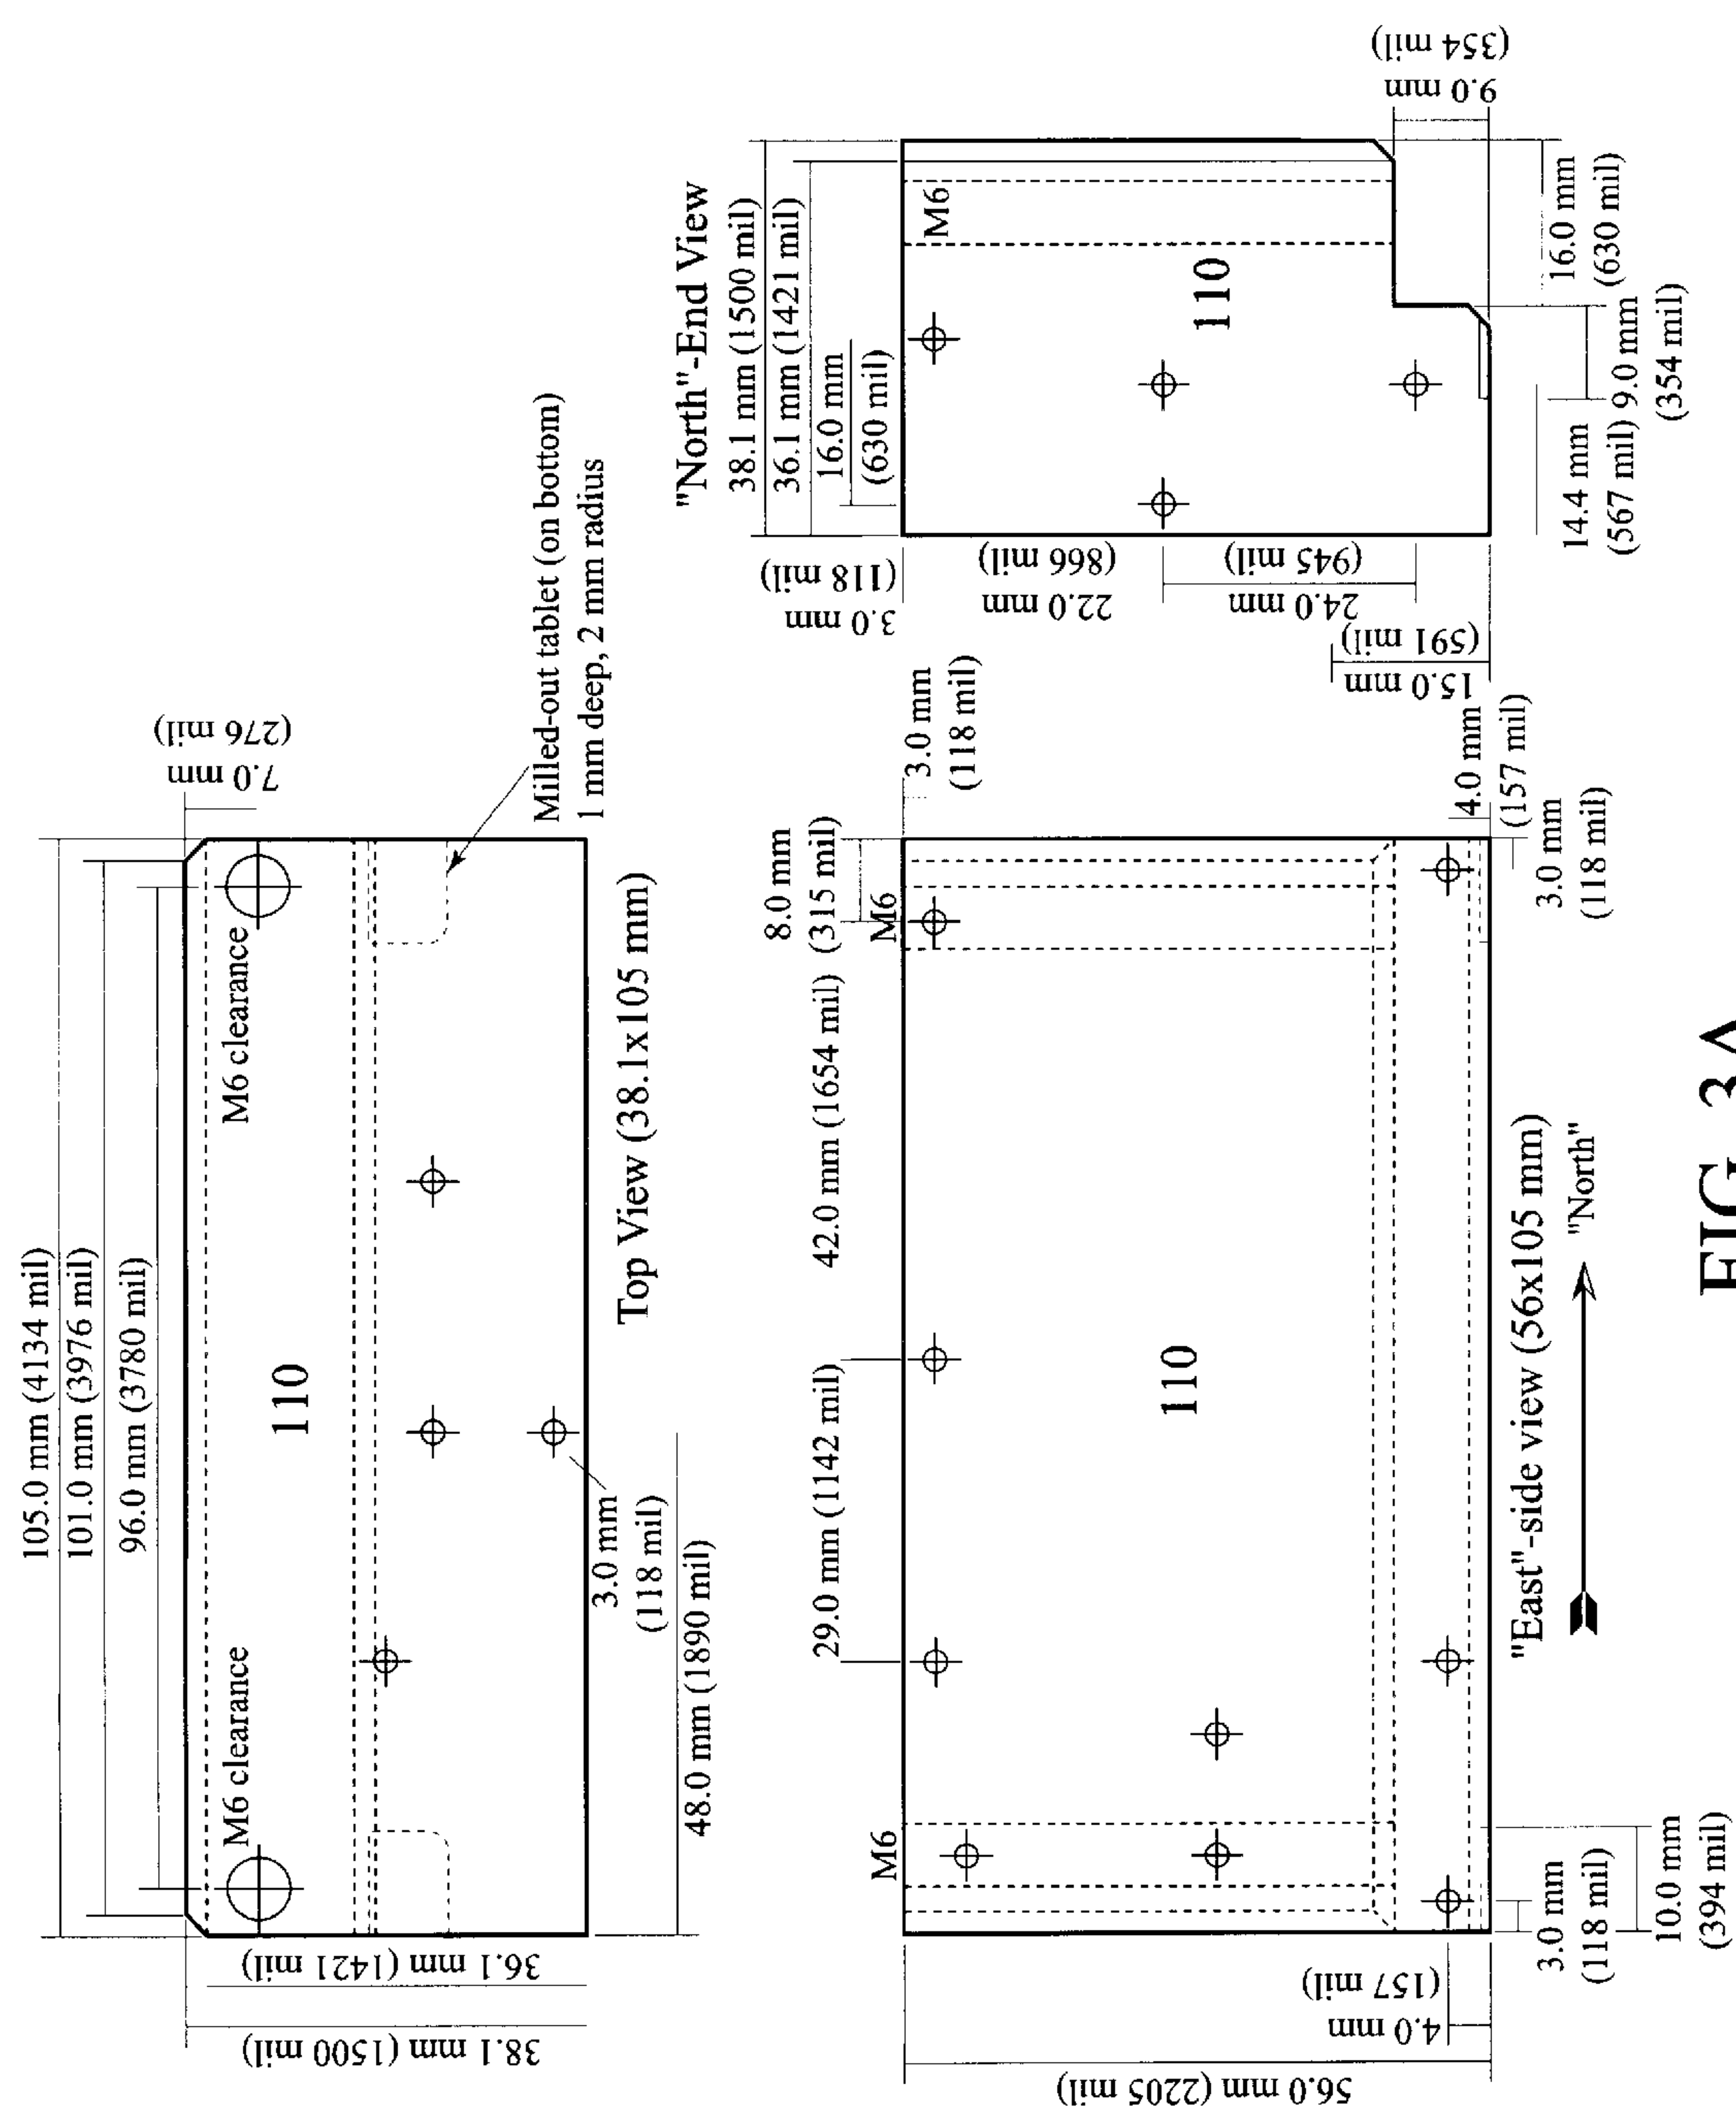 105.0 mm (4134 mil)
101.0 mm (3976 mil)
96.0 mm (3780 mil)
7.0 mm
(276 mil)
M6 clearance
M6 clearance
110
38.1 mm (1500 mil)
36.1 mm (1421 mil)
3.0 mm
(118 mil)
48.0 mm (1890 mil)
Milled-out tablet (on bottom)
1 mm deep, 2 mm radius
Top View (38.1x105 mm)
29.0 mm (1142 mil)
42.0 mm (1654 mil)
8.0 mm
(315 mil)
3.0 mm
(118 mil)
M6
M6
110
56.0 mm (2205 mil)
4.0 mm
(157 mil)
3.0 mm
(118 mil)
10.0 mm
(394 mil)
4.0 mm
(157 mil)
3.0 mm
(118 mil)
"East"-side view (56x105 mm)
"North"
"North"-End View
38.1 mm (1500 mil)
36.1 mm (1421 mil)
16.0 mm
(630 mil)
3.0 mm
(118 mil)
22.0 mm
(866 mil)
24.0 mm
(945 mil)
15.0 mm
(591 mil)
M6
110
9.0 mm
(354 mil)
16.0 mm
(630 mil)
14.4 mm
(567 mil)
9.0 mm
(354 mil)
FIG. 3A